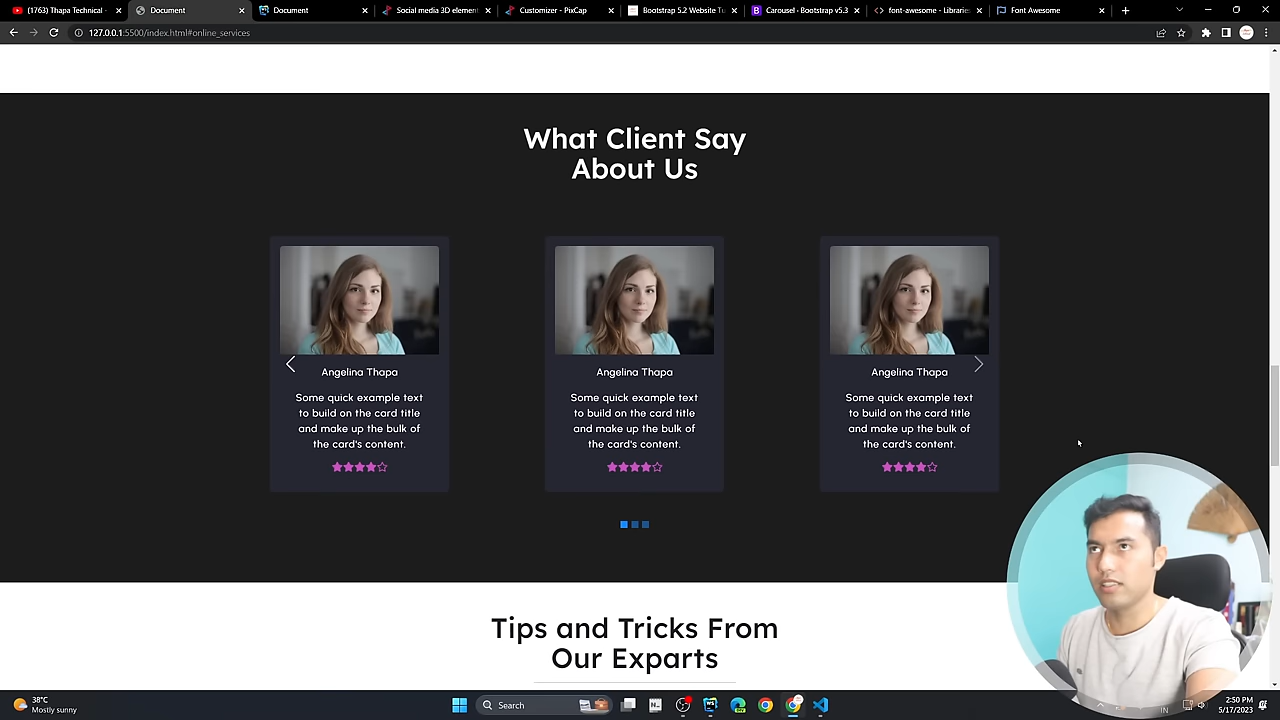 (1763) Thapa Technical -
Document
Document
Social media 3D element
Customizer - PixCap
Bootstrap 5.2 Website Tu
Carousel · Bootstrap v5.3
font-awesome - Libraries
Font Awesome
127.0.0.1:5500/index.html#online_services
What Client Say
About Us
Angelina Thapa
Some quick example text
to build on the card title
and make up the bulk of
the card's content.
Angelina Thapa
Some quick example text
to build on the card title
and make up the bulk of
the card's content.
Angelina Thapa
Some quick example text
to build on the card title
and make up the bulk of
the card's content.
Tips and Tricks From
Our Exparts
38°C
Mostly sunny
Search
IN
2:50 PM
5/17/2023